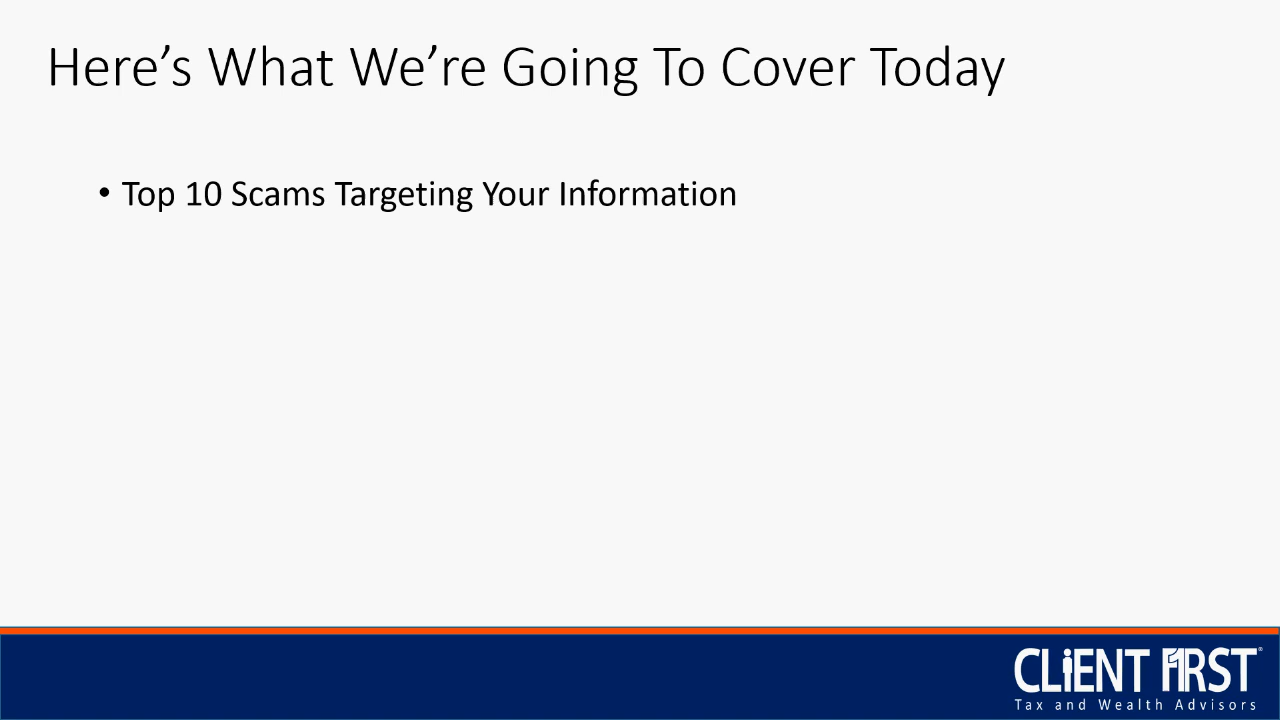 Here’s What We’re Going To Cover Today
• Top 10 Scams Targeting Your Information
CLiENT F1RST®
Tax and Wealth Advisors